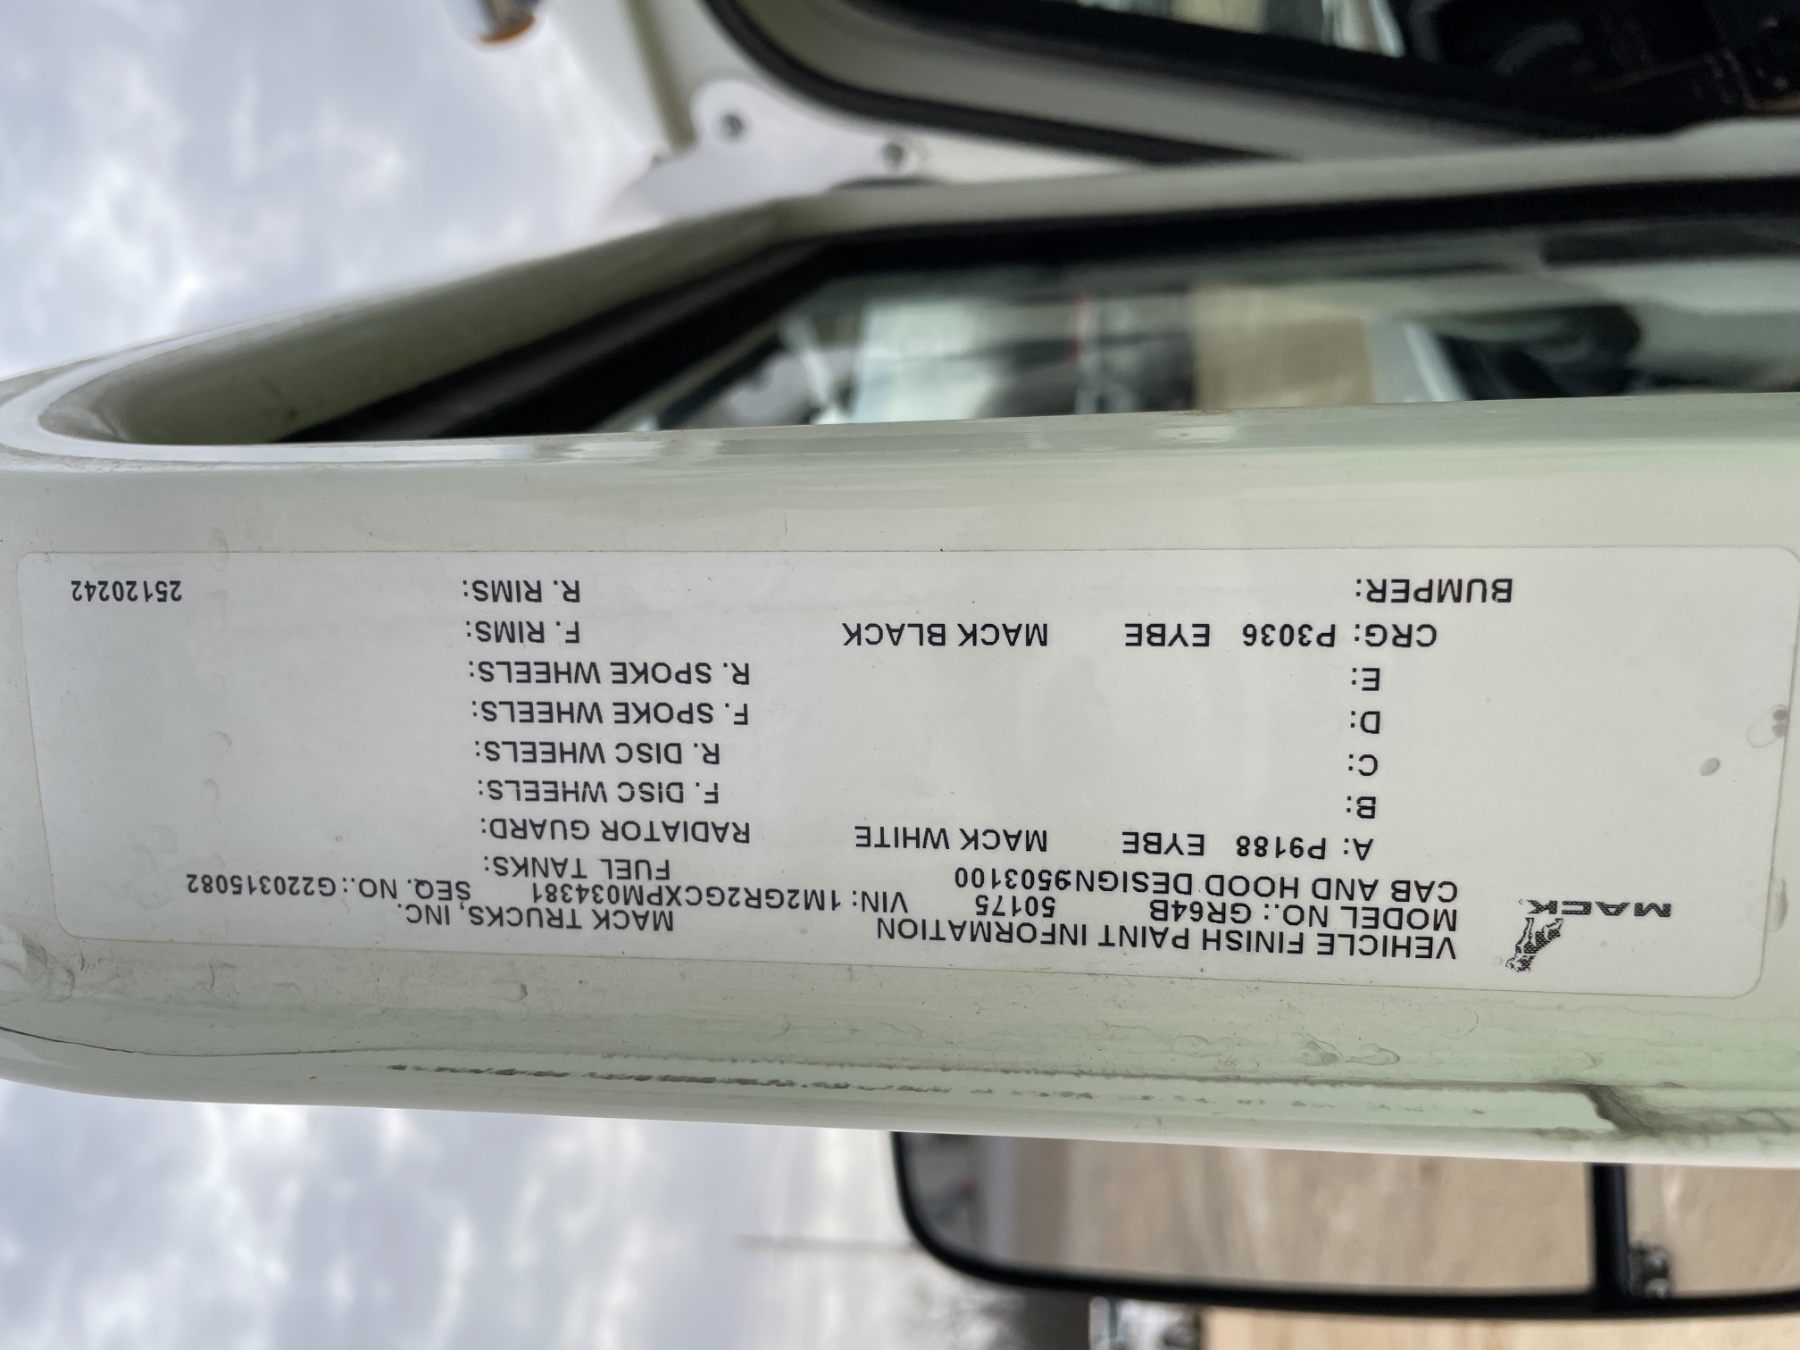 MACK
VEHICLE FINISH PAINT INFORMATION MACK TRUCKS, INC.
MODEL NO.: GR64B 50175 VIN: 1M2GR2GCXPM034381 SEQ. NO.: G220315082
CAB AND HOOD DESIGN9503100 FUEL TANKS:
A: P9188 EYBE MACK WHITE RADIATOR GUARD:
B: F. DISC WHEELS:
C: R. DISC WHEELS:
D: F. SPOKE WHEELS:
E: R. SPOKE WHEELS:
CRG: P3036 EYBE MACK BLACK F. RIMS:
BUMPER: R. RIMS: 25120242